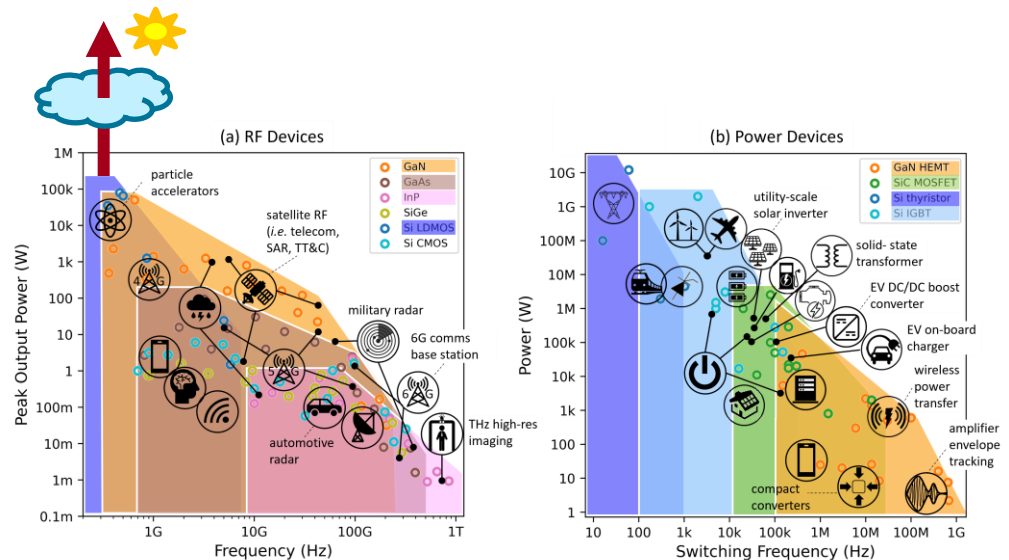 (a) RF Devices
Peak Output Power (W)
1M
100k
10k
1k
100
10
1
100m
10m
1m
0.1m
1G
10G
100G
1T
Frequency (Hz)
particle
accelerators
satellite RF
(i.e. telecom,
SAR, TT&C)
military radar
6G comms
base station
THz high-res
imaging
automotive
radar
4 G
5 G
6 G
GaN
GaAs
InP
SiGe
Si LDMOS
Si CMOS
(b) Power Devices
Power (W)
10G
1G
100M
10M
1M
100k
10k
1k
100
10
1
10
100
1k
10k
100k
1M
10M
100M
1G
Switching Frequency (Hz)
GaN HEMT
SiC MOSFET
Si thyristor
Si IGBT
utility-scale
solar inverter
solid- state
transformer
EV DC/DC boost
converter
EV on-board
charger
wireless
power
transfer
amplifier
envelope
tracking
compact
converters